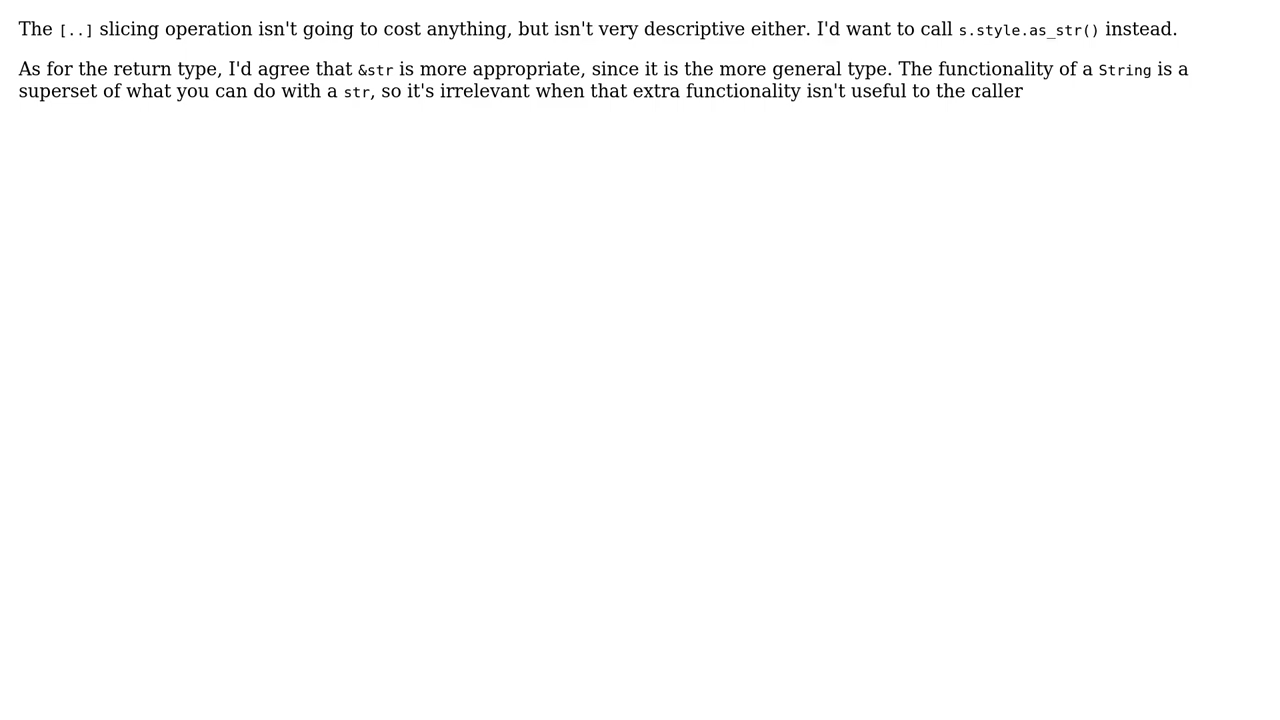 The [..] slicing operation isn't going to cost anything, but isn't very descriptive either. I'd want to call s.style.as_str() instead.
As for the return type, I'd agree that &str is more appropriate, since it is the more general type. The functionality of a String is a
superset of what you can do with a str, so it's irrelevant when that extra functionality isn't useful to the caller